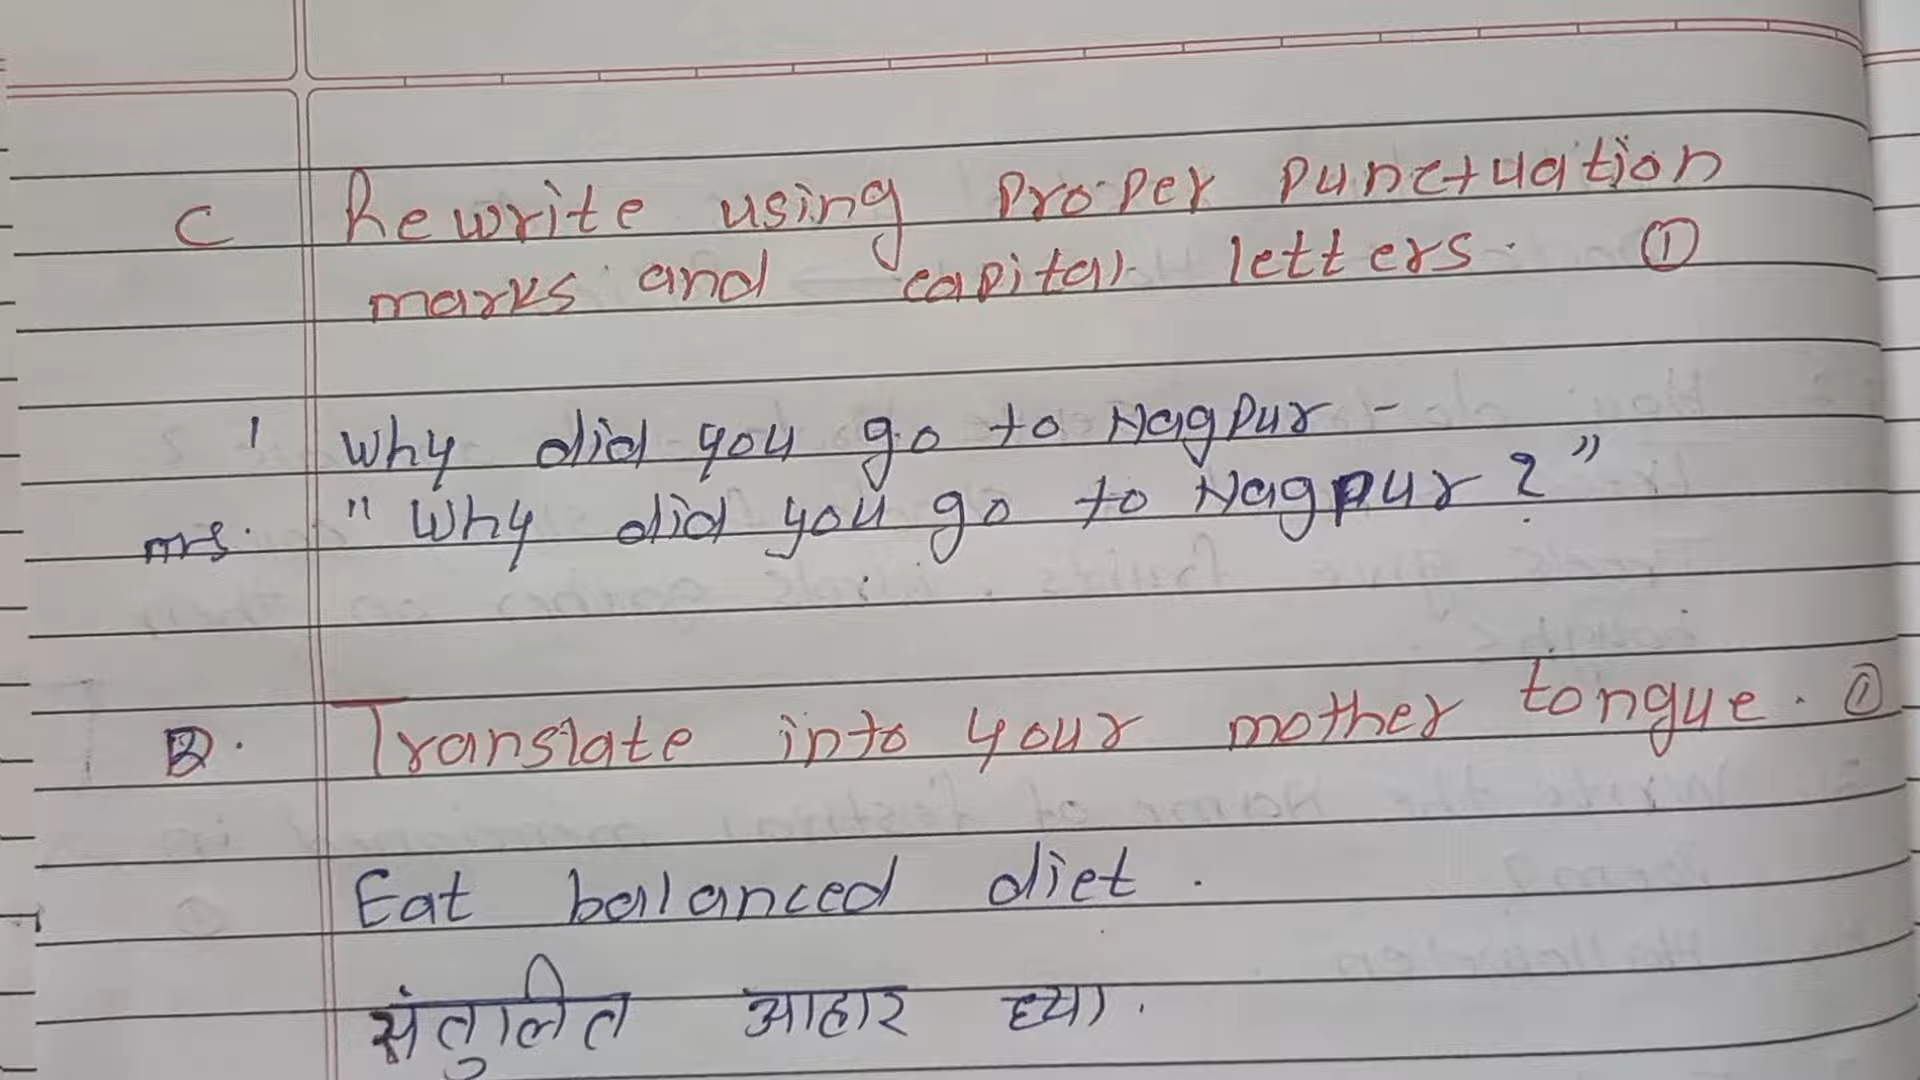 C Rewrite using proper punctuation
marks and capital letters. ①
1 Why did you go to Nagpur -
ms. " Why did you go to Nagpur ? "
D. Translate into your mother tongue. ①
Eat balanced diet.
संतुलित आहार घ्या.